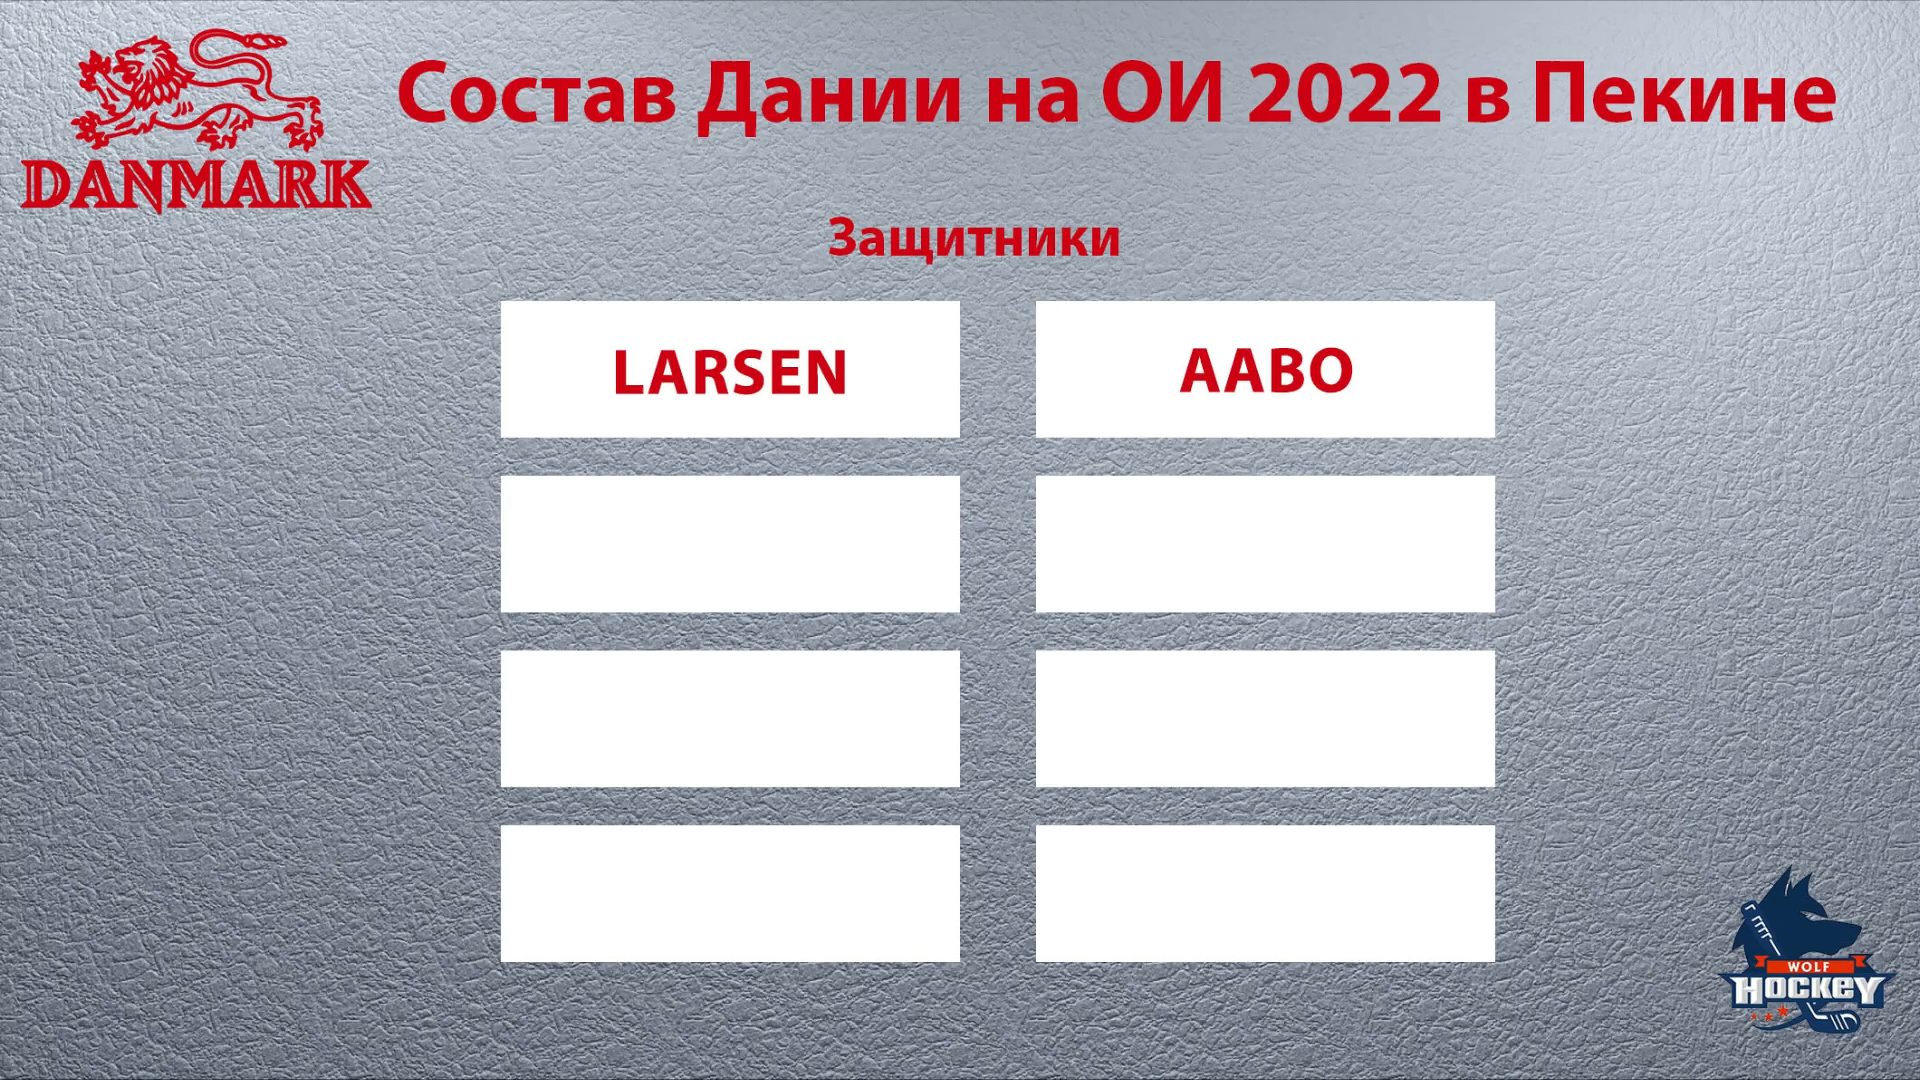 Состав Дании на ОИ 2022 в Пекине
DANMARK
Защитники
LARSEN
AABO
WOLF
HOCKEY